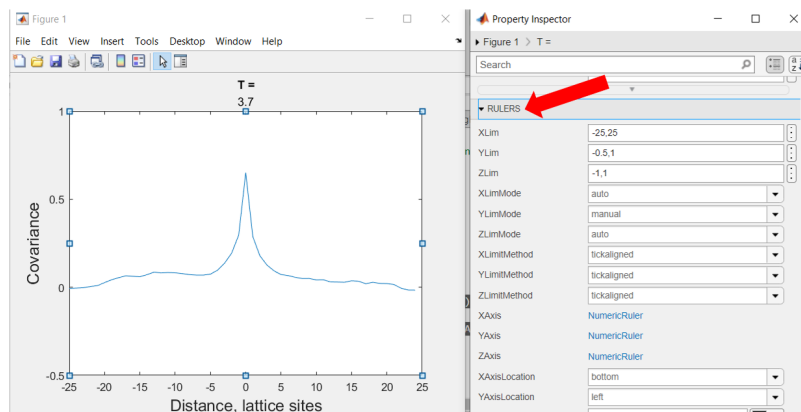 Figure 1
File Edit View Insert Tools Desktop Window Help
T =
3.7
1
0.5
0
-0.5
Covariance
-25 -20 -15 -10 -5 0 5 10 15 20 25
Distance, lattice sites
Property Inspector
Figure 1 T =
Search
RULERS
XLim -25,25
YLim -0.5,1
ZLim -1,1
XLimMode auto
YLimMode manual
ZLimMode auto
XLimitMethod tickaligned
YLimitMethod tickaligned
ZLimitMethod tickaligned
XAxis NumericRuler
YAxis NumericRuler
ZAxis NumericRuler
XAxisLocation bottom
YAxisLocation left